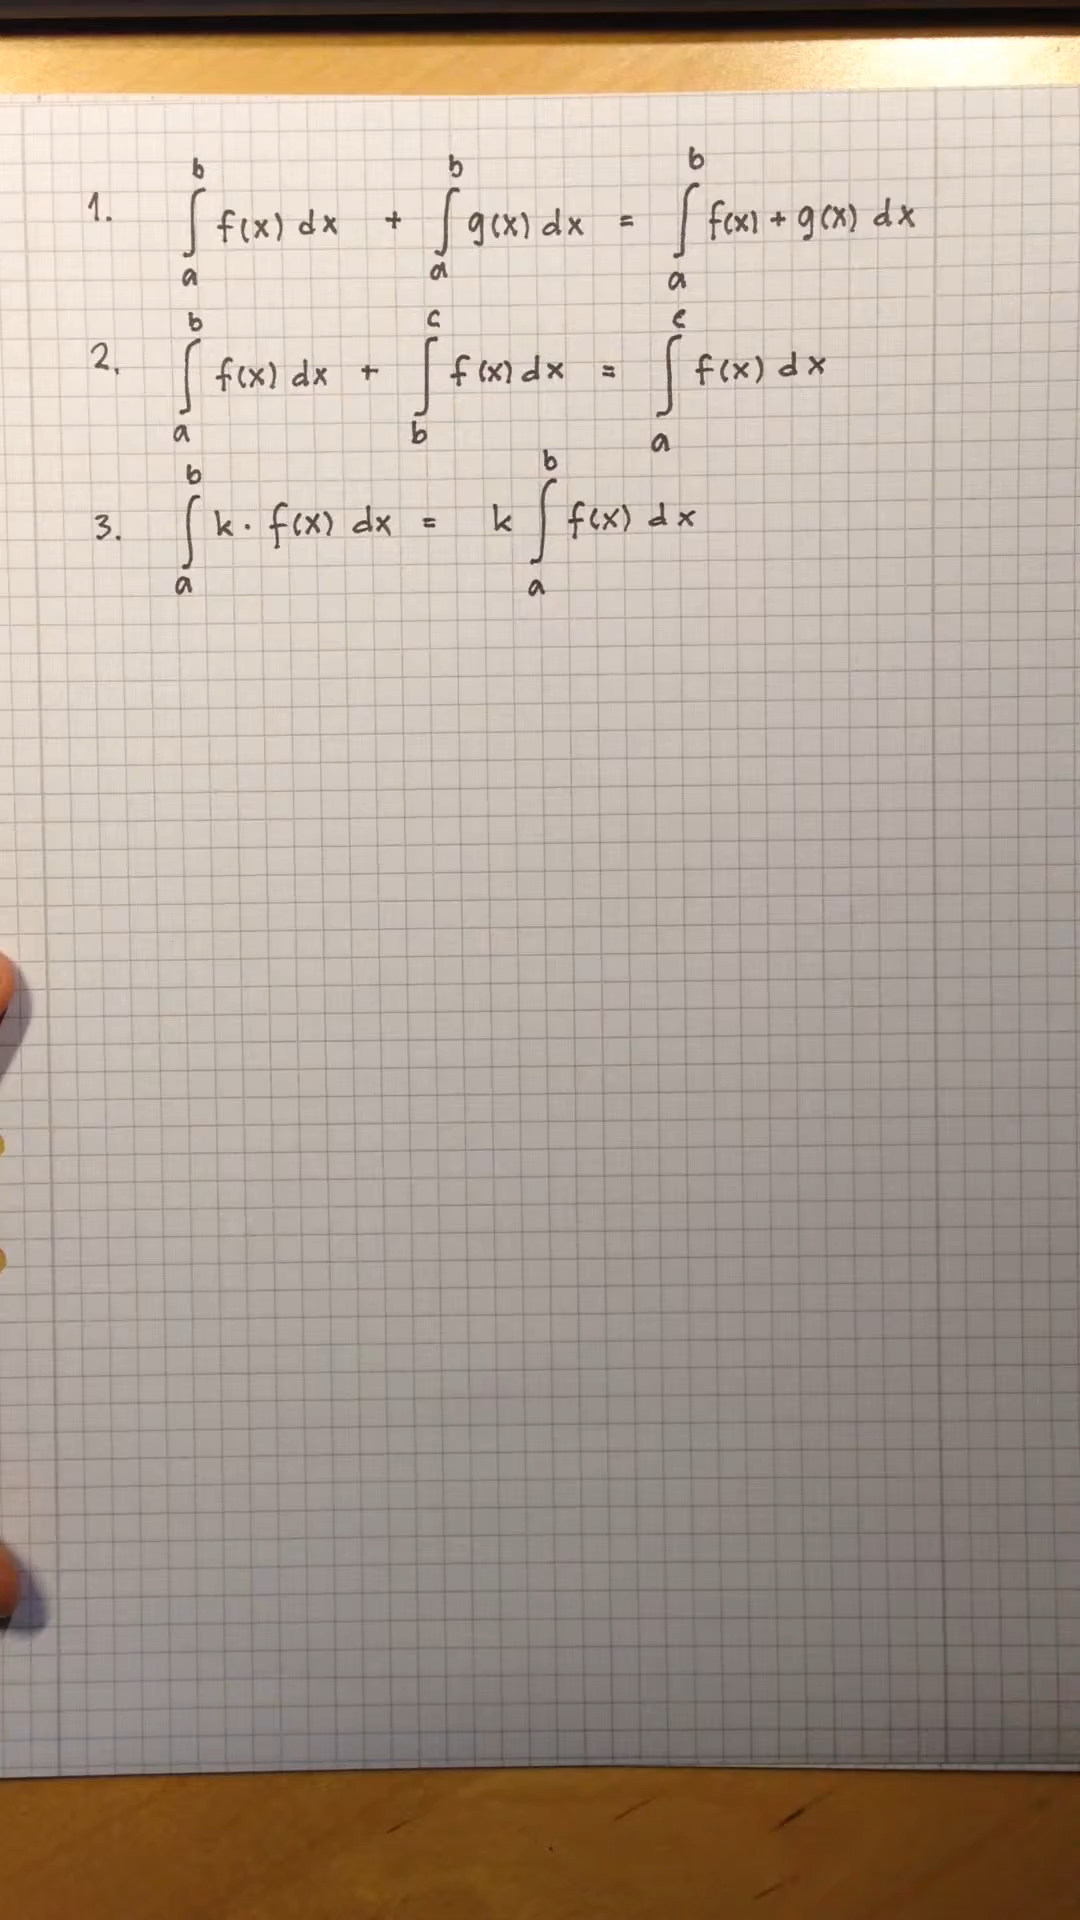 1. ∫_a^b f(x) dx + ∫_a^b g(x) dx = ∫_a^b f(x) + g(x) dx
2. ∫_a^b f(x) dx + ∫_b^c f(x) dx = ∫_a^c f(x) dx
3. ∫_a^b k · f(x) dx = k ∫_a^b f(x) dx